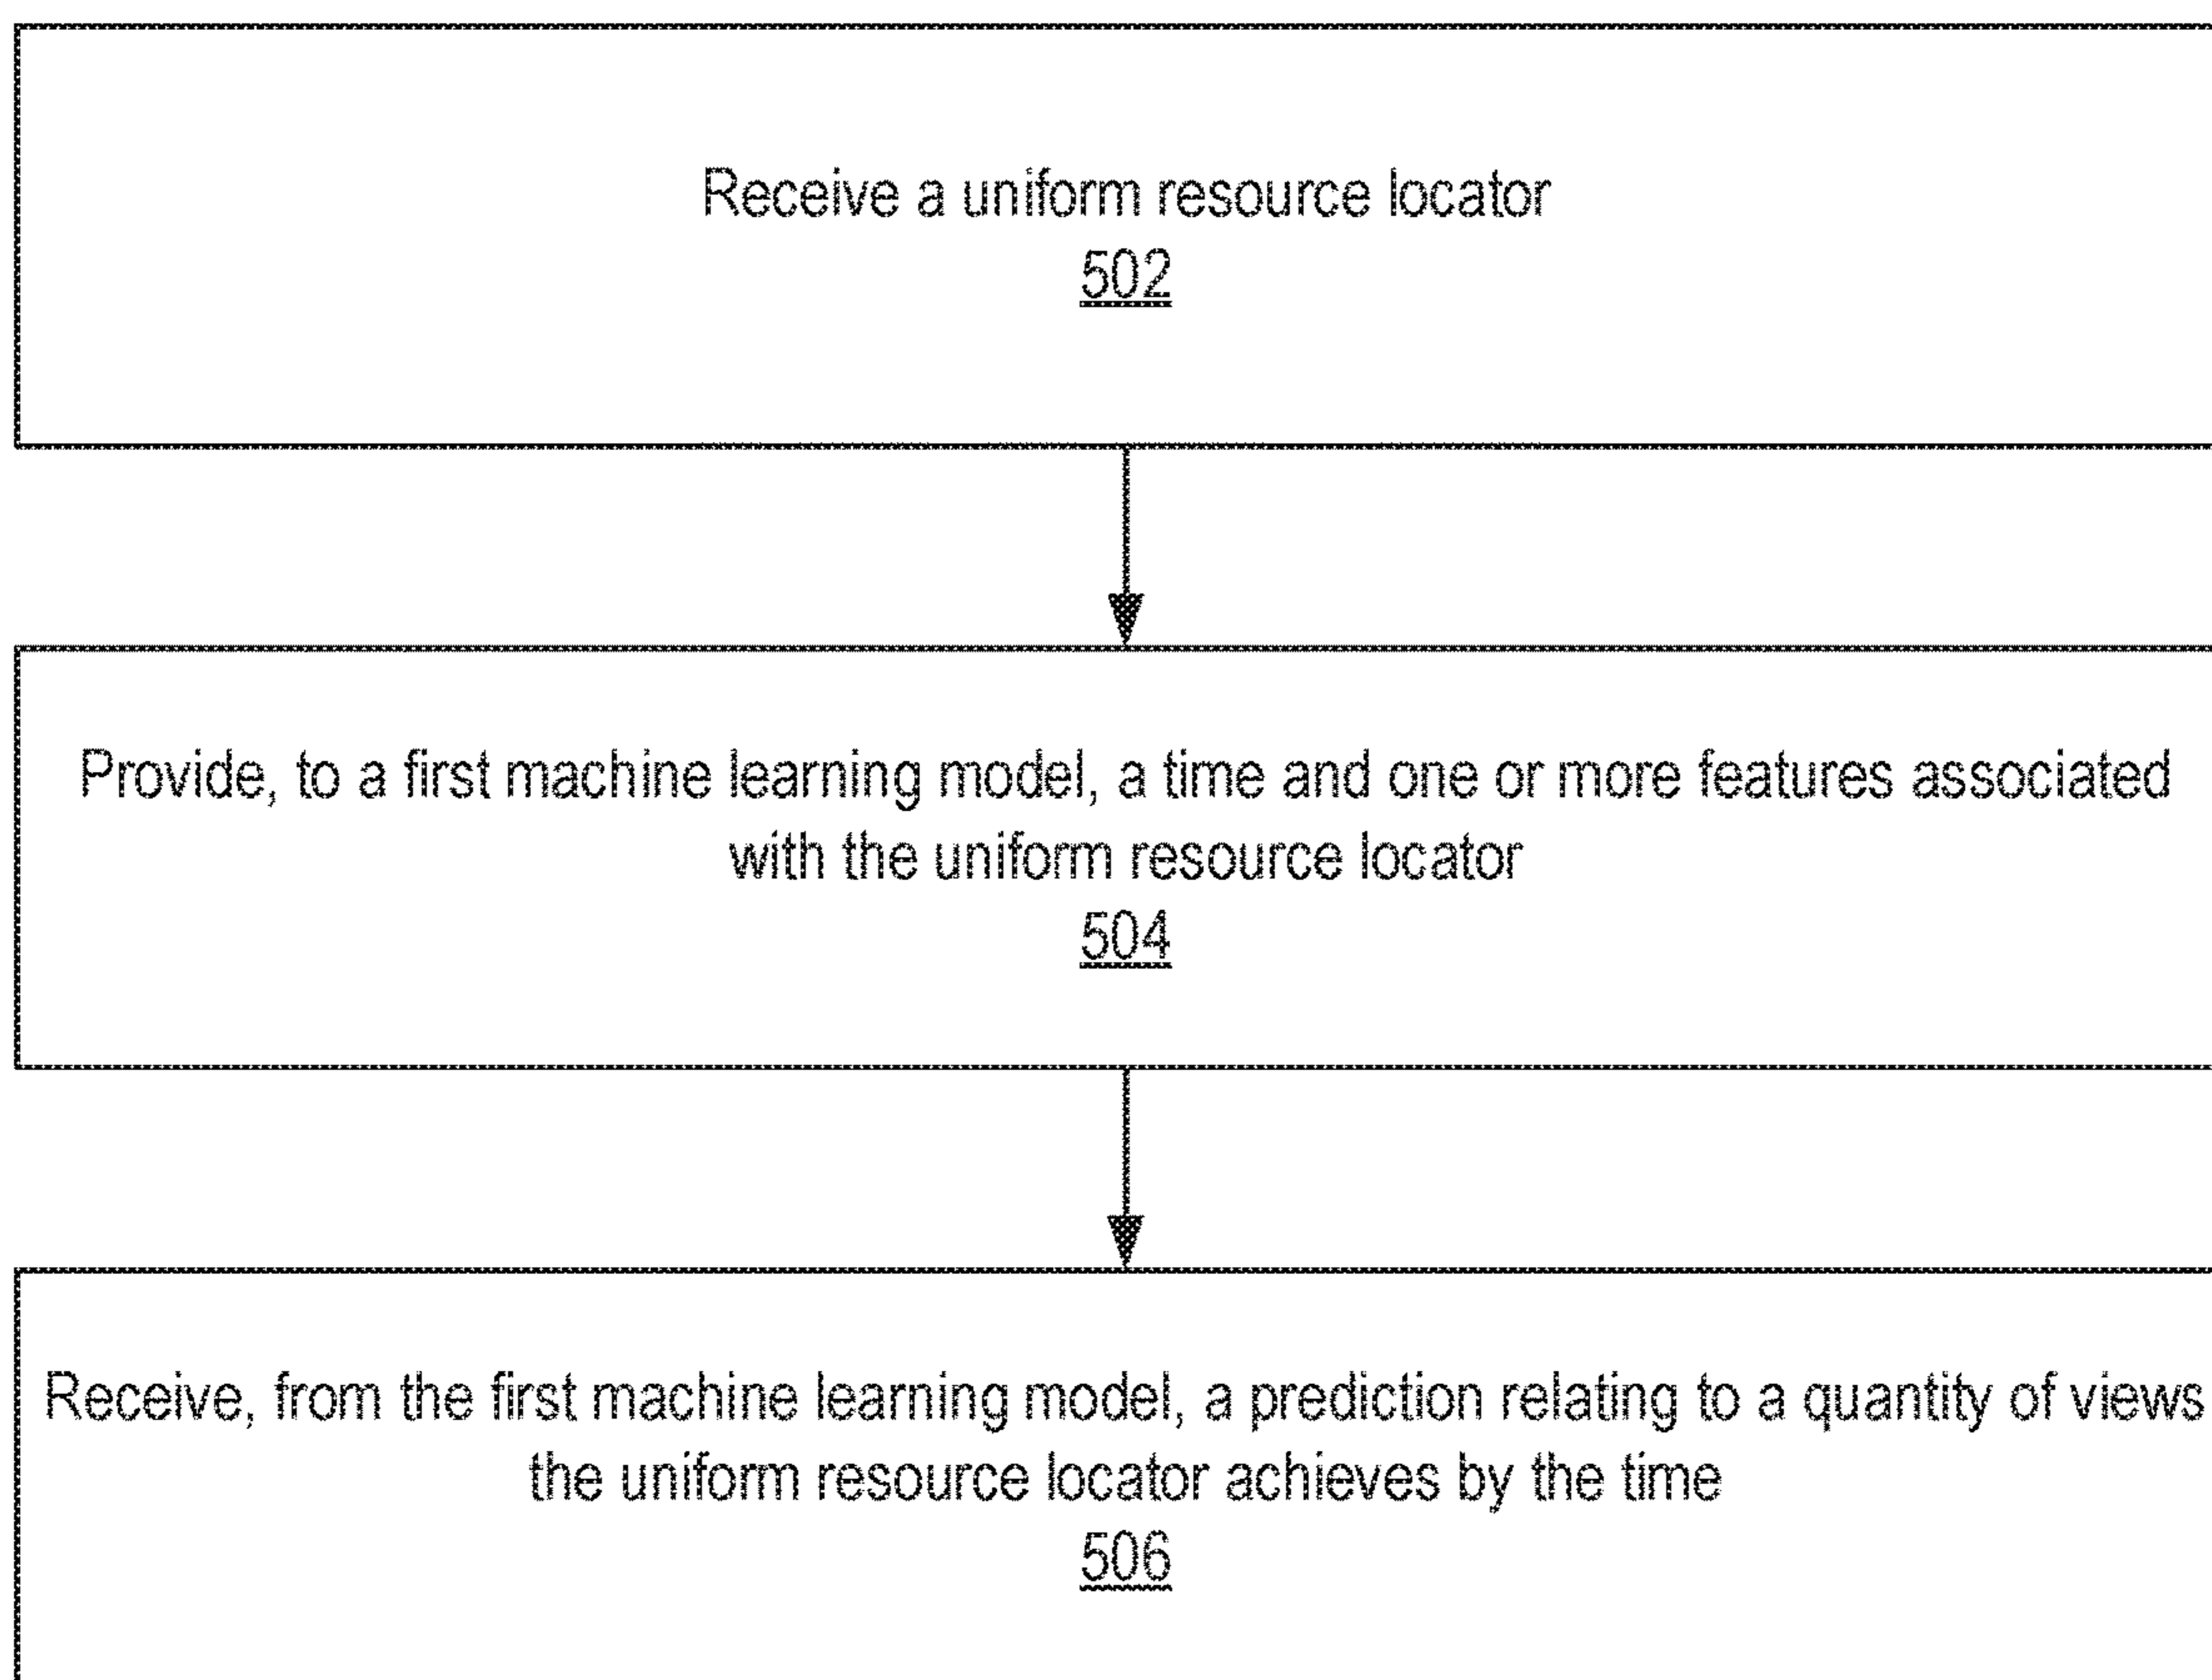 Receive a uniform resource locator
502
Provide, to a first machine learning model, a time and one or more features associated
with the uniform resource locator
504
Receive, from the first machine learning model, a prediction relating to a quantity of views
the uniform resource locator achieves by the time
506